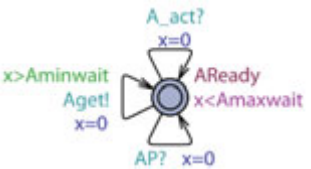 A_act?
x=0
x>Aminwait
Aget!
x=0
AReady
x<Amaxwait
AP? x=0